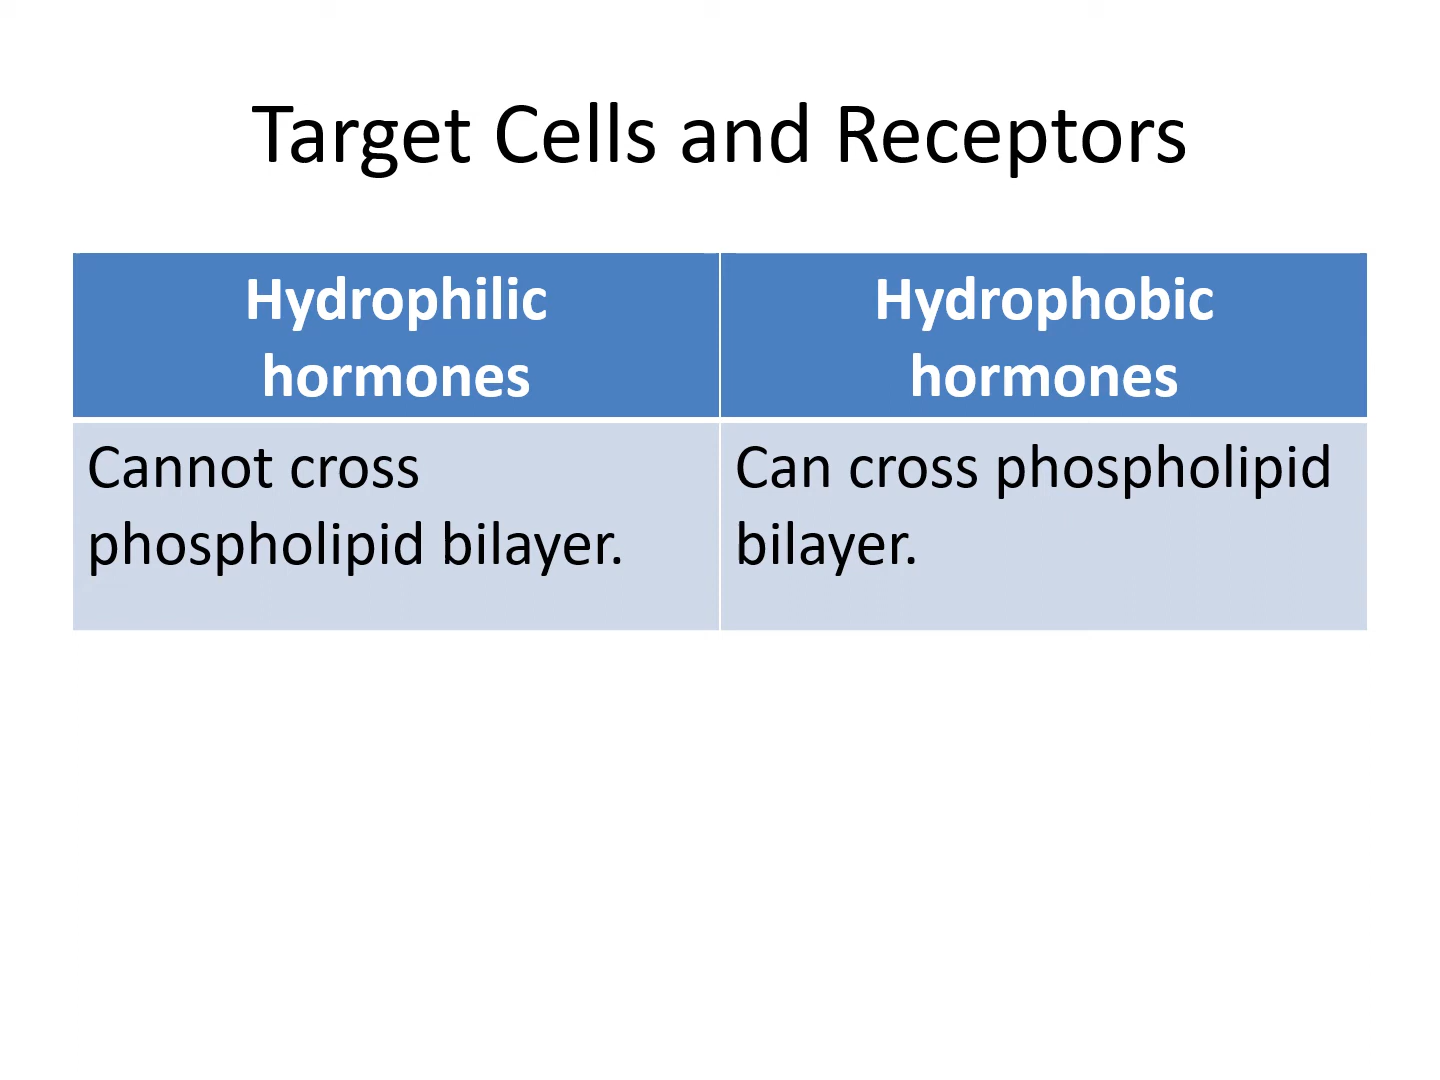 Target Cells and Receptors
Hydrophilic
hormones
Hydrophobic
hormones
Cannot cross
phospholipid bilayer.
Can cross phospholipid
bilayer.